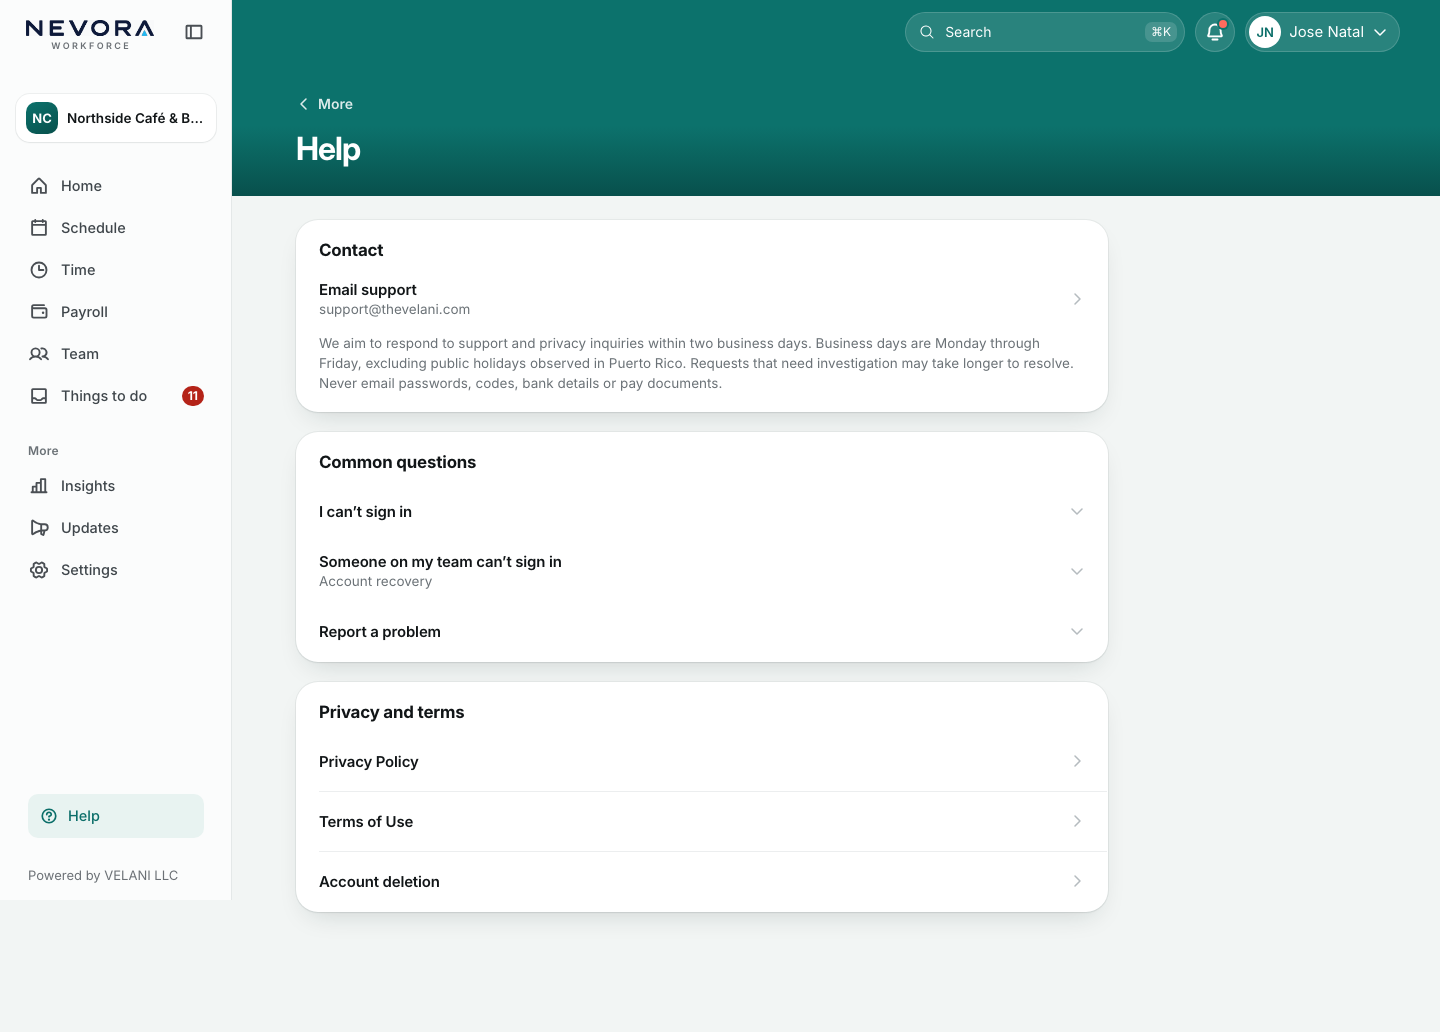 NEVORA
WORKFORCE
Search
⌘K
JN
Jose Natal
NC
Northside Café & B...
Home
Schedule
Time
Payroll
Team
Things to do
11
More
Insights
Updates
Settings
Help
Powered by VELANI LLC
More
Help
Contact
Email support
support@thevelani.com
We aim to respond to support and privacy inquiries within two business days. Business days are Monday through
Friday, excluding public holidays observed in Puerto Rico. Requests that need investigation may take longer to resolve.
Never email passwords, codes, bank details or pay documents.
Common questions
I can’t sign in
Someone on my team can’t sign in
Account recovery
Report a problem
Privacy and terms
Privacy Policy
Terms of Use
Account deletion